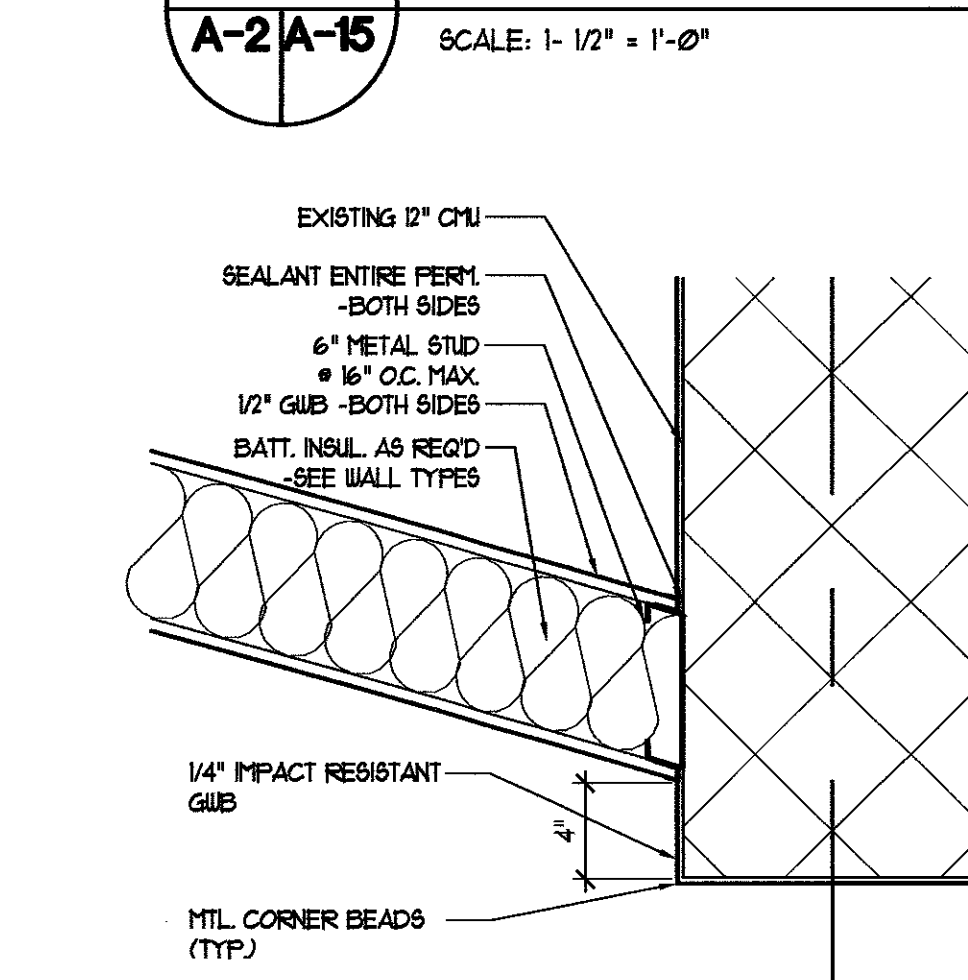 A-2 A-15
SCALE: 1- 1/2" = 1'-0"
EXISTING 12" CMU
SEALANT ENTIRE PERM.
-BOTH SIDES
6" METAL STUD
@ 16" O.C. MAX.
1/2" GWB -BOTH SIDES
BATT. INSUL. AS REQ'D
-SEE WALL TYPES
1/4" IMPACT RESISTANT
GWB
4"
MTL. CORNER BEADS
(TYP.)